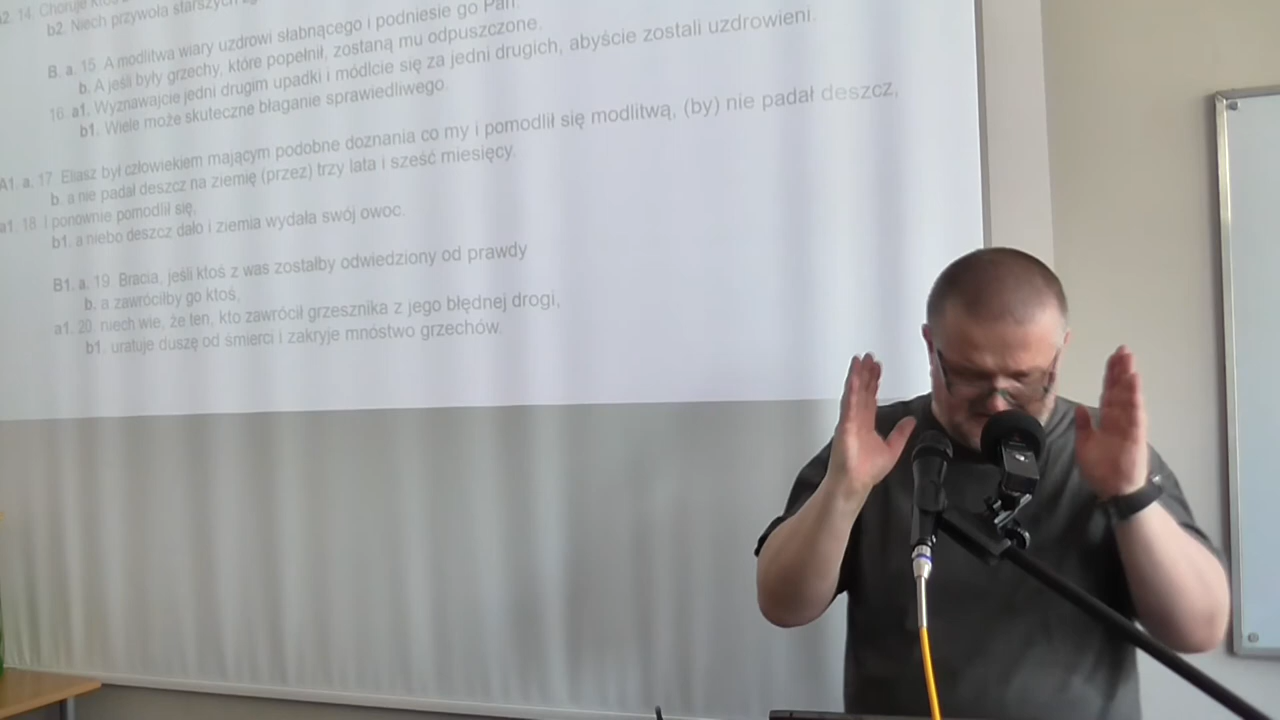 a2. 14. Choruje ktoś
b2. Niech przywoła starszych
B. a. 15. A modlitwa wiary uzdrowi słabnącego i podniesie go Pan.
b. A jeśli były grzechy, które popełnił, zostaną mu odpuszczone.
16. a1. Wyznawajcie jedni drugim upadki i módlcie się za jedni drugich, abyście zostali uzdrowieni.
b1. Wiele może skuteczne błaganie sprawiedliwego.
A1. a. 17. Eliasz był człowiekiem mającym podobne doznania co my i pomodlił się modlitwą, (by) nie padał deszcz,
b. a nie padał deszcz na ziemię (przez) trzy lata i sześć miesięcy.
a1. 18. I ponownie pomodlił się,
b1. a niebo deszcz dało i ziemia wydała swój owoc.
B1. a. 19. Bracia, jeśli ktoś z was zostałby odwiedziony od prawdy
b. a zawróciłby go ktoś,
a1. 20. niech wie, że ten, kto zawrócił grzesznika z jego błędnej drogi,
b1. uratuje duszę od śmierci i zakryje mnóstwo grzechów.